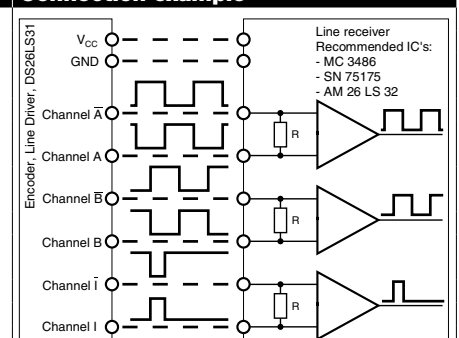 Connection example
Encoder, Line Driver, DS26LS31
VCC
GND
Channel A̅
Channel A
Channel B̅
Channel B
Channel I̅
Channel I
R
R
R
Line receiver
Recommended IC's:
- MC 3486
- SN 75175
- AM 26 LS 32